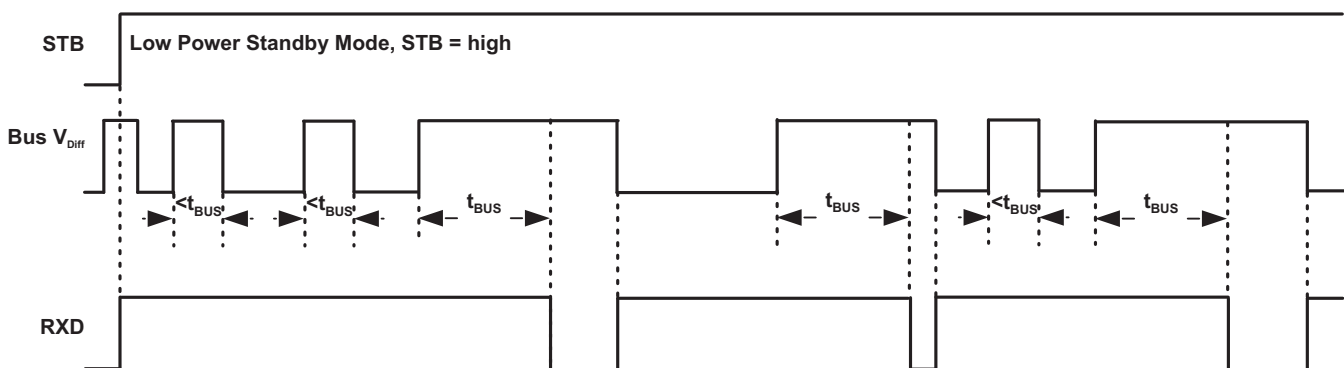 STB
Low Power Standby Mode, STB = high
Bus VDiff
<tBUS
<tBUS
tBUS
tBUS
<tBUS
tBUS
RXD